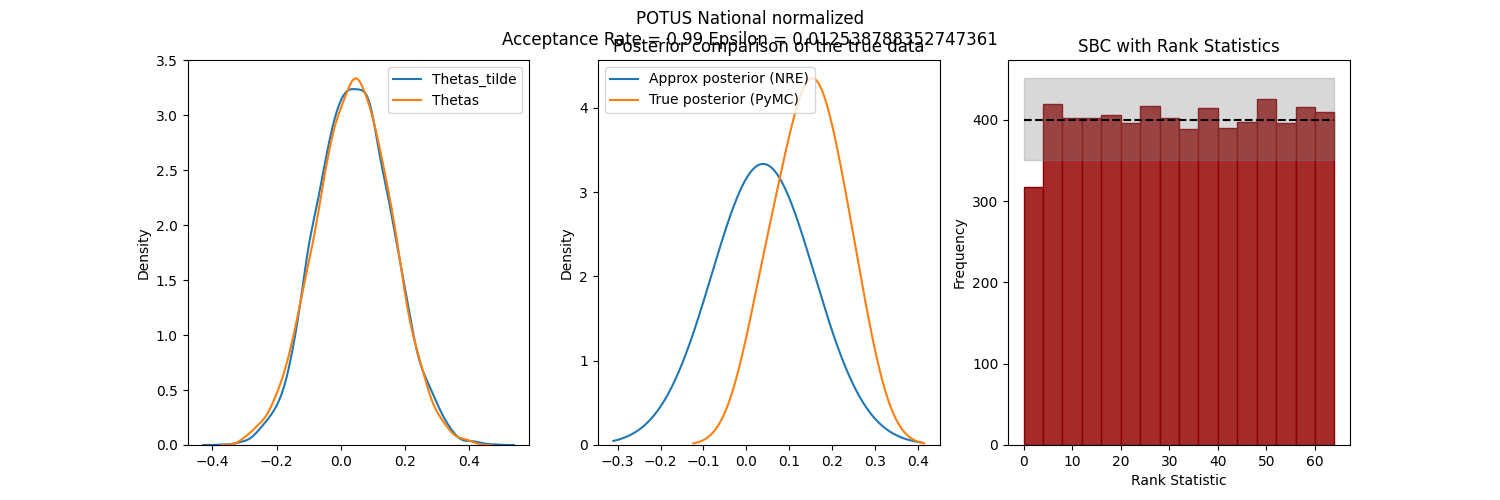 POTUS National normalized
Acceptance Rate = 0.99 Epsilon = 0.012538788352747361
Thetas_tilde
Thetas
Density
3.5
3.0
2.5
2.0
1.5
1.0
0.5
0.0
−0.4 −0.2 0.0 0.2 0.4
Posterior comparison of the true data
Approx posterior (NRE)
True posterior (PyMC)
Density
4
3
2
1
0
−0.3 −0.2 −0.1 0.0 0.1 0.2 0.3 0.4
SBC with Rank Statistics
Frequency
400
300
200
100
0
0 10 20 30 40 50 60
Rank Statistic